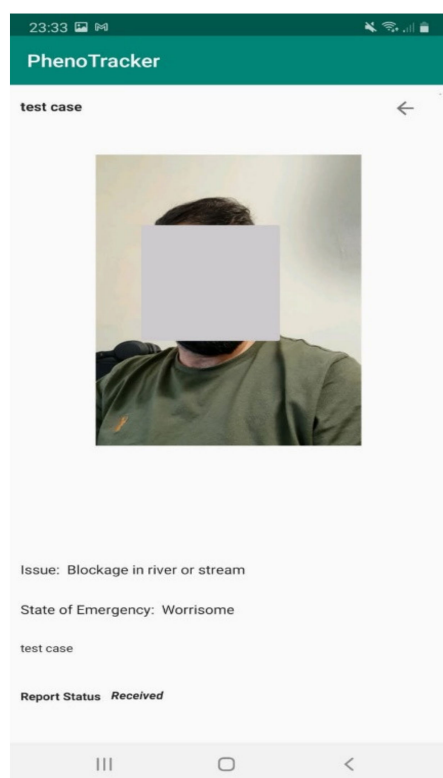 23:33
PhenoTracker
test case
Issue: Blockage in river or stream
State of Emergency: Worrisome
test case
Report Status Received